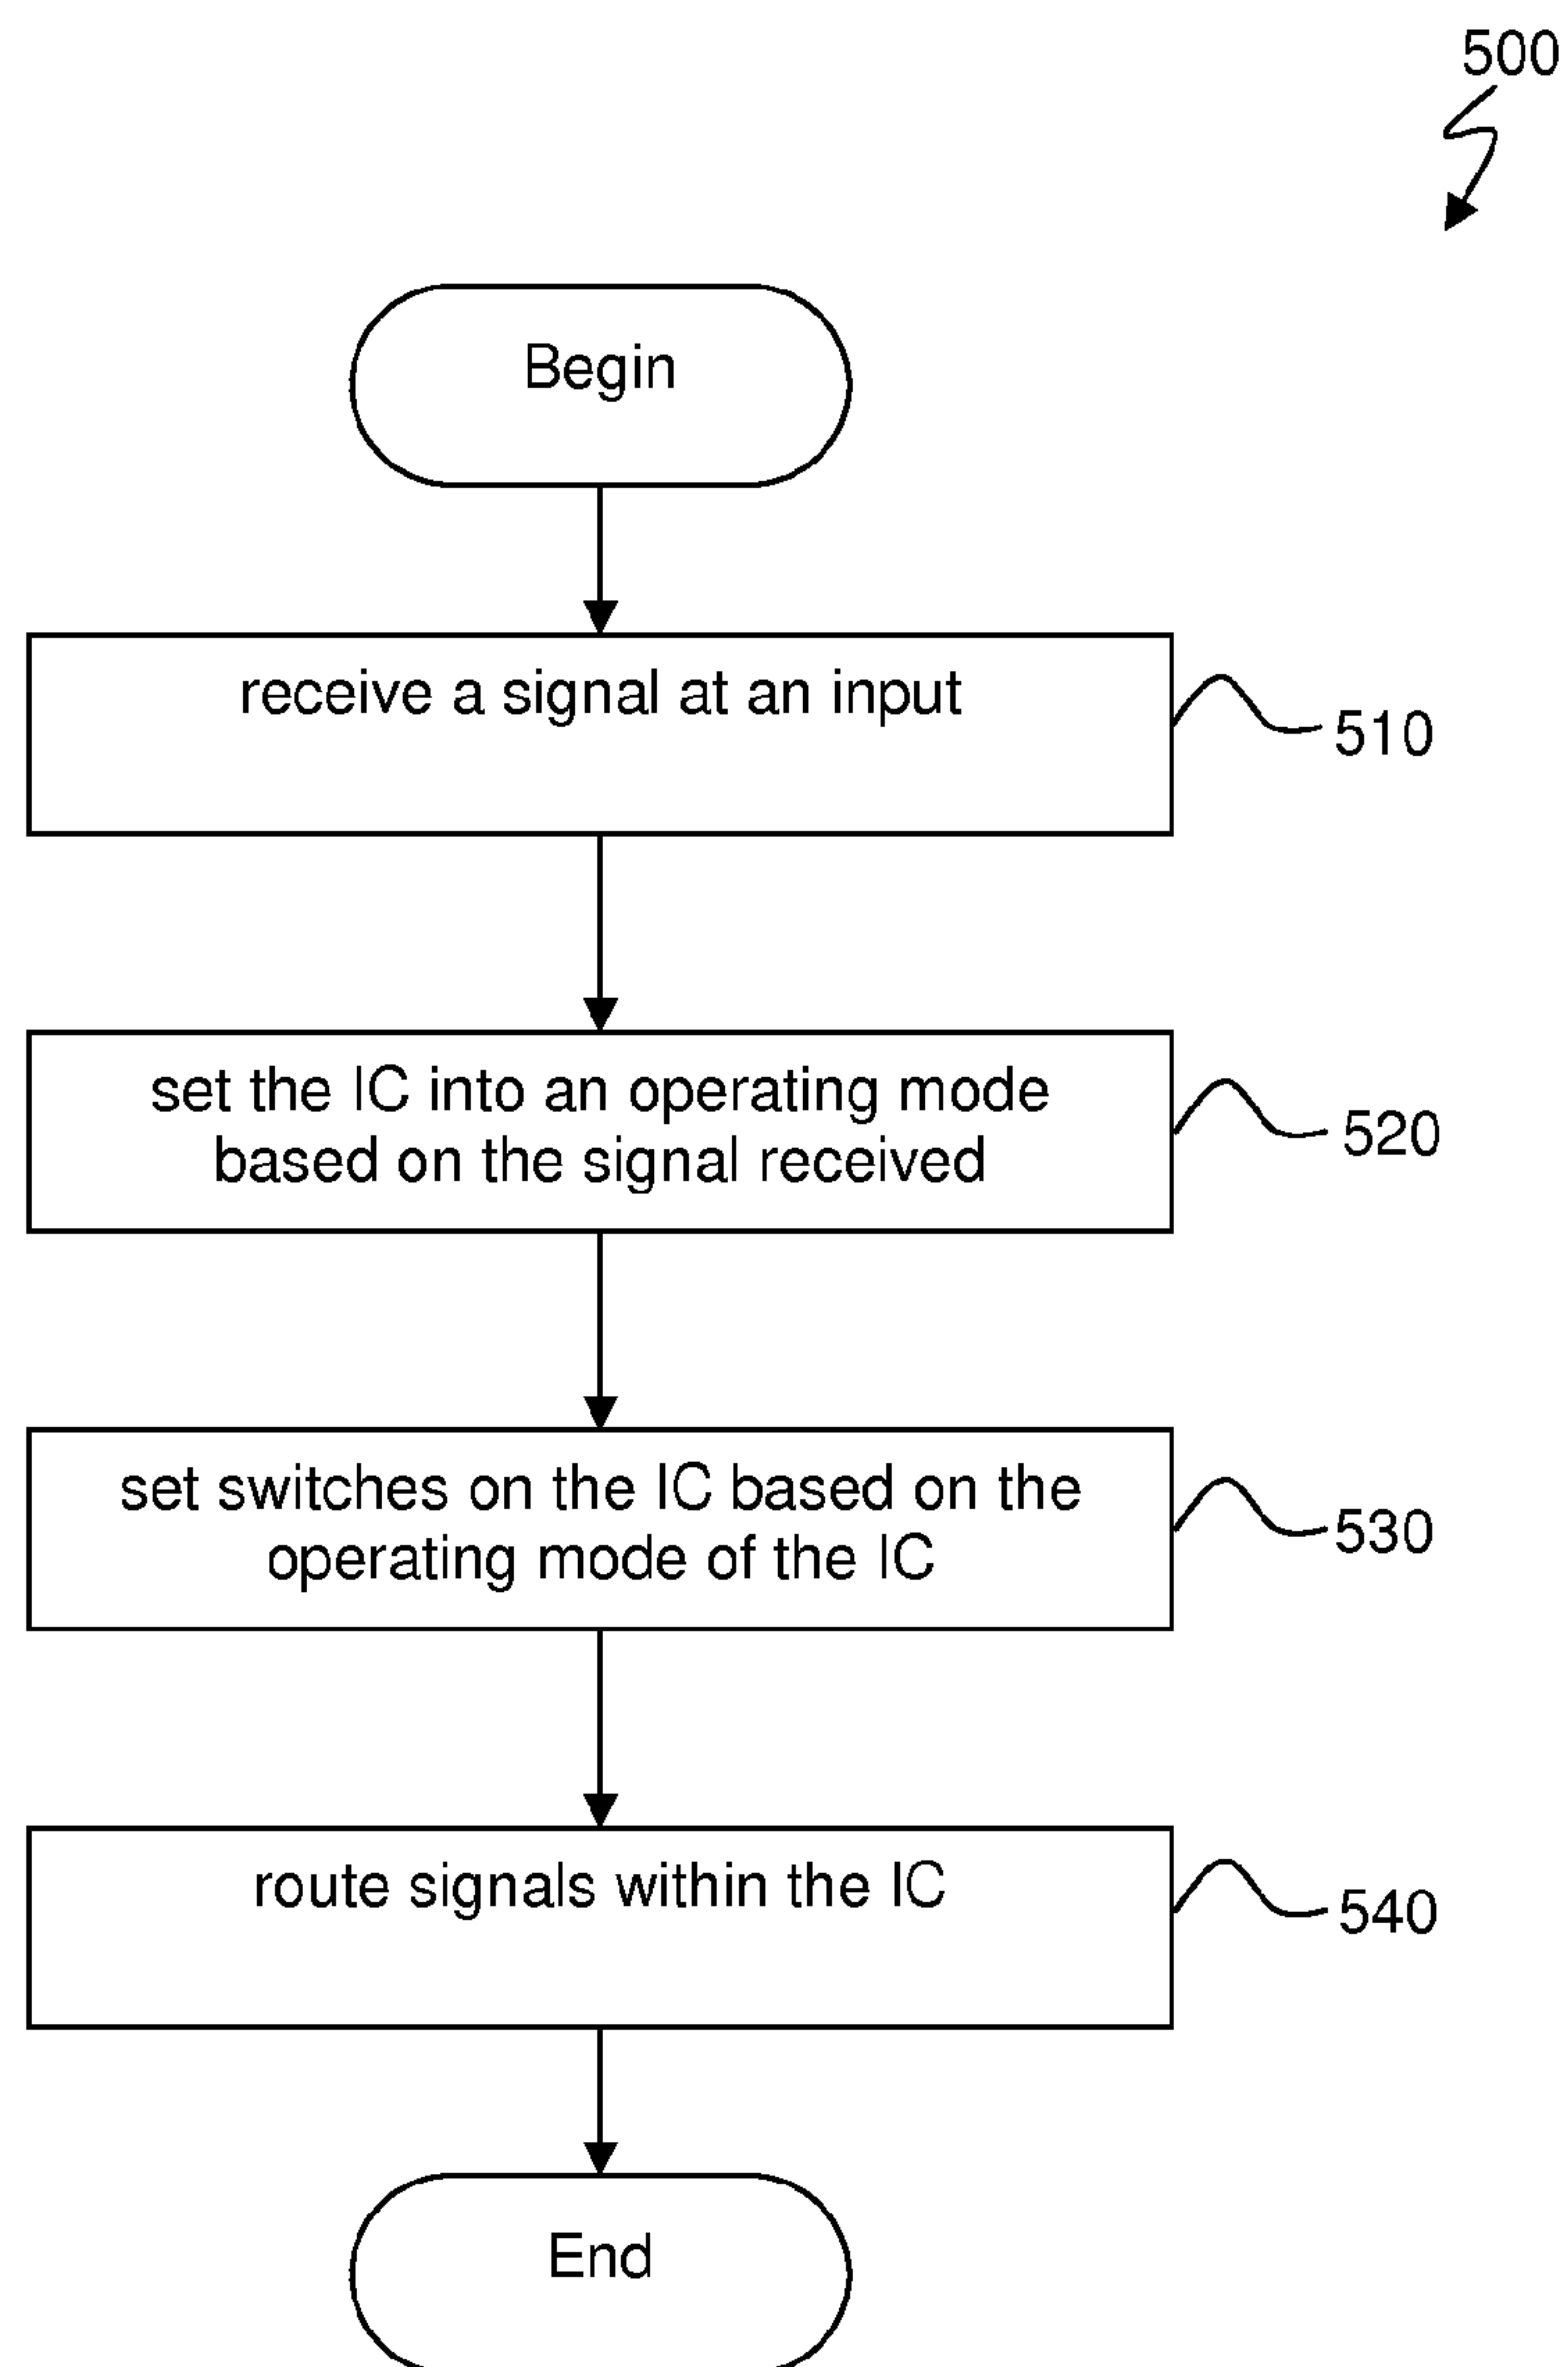 500
Begin
receive a signal at an input
510
set the IC into an operating mode
based on the signal received
520
set switches on the IC based on the
operating mode of the IC
530
route signals within the IC
540
End